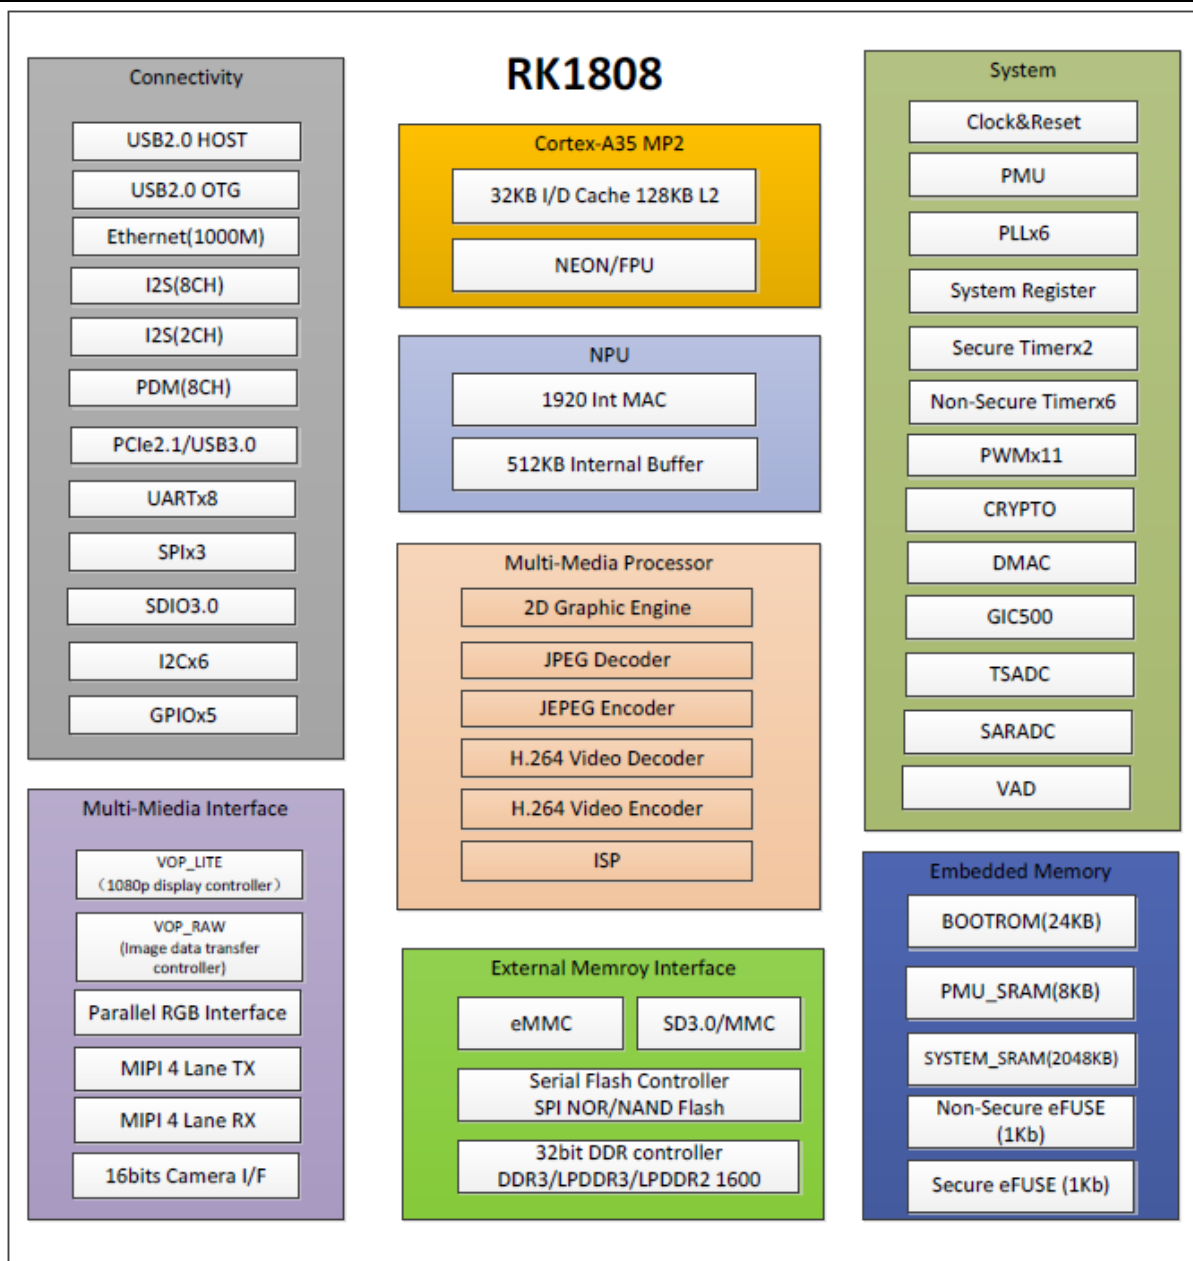 RK1808
Connectivity
USB2.0 HOST
USB2.0 OTG
Ethernet(1000M)
I2S(8CH)
I2S(2CH)
PDM(8CH)
PCIe2.1/USB3.0
UARTx8
SPIx3
SDIO3.0
I2Cx6
GPIOx5
Multi-Miedia Interface
VOP_LITE
（1080p display controller）
VOP_RAW
(Image data transfer
controller)
Parallel RGB Interface
MIPI 4 Lane TX
MIPI 4 Lane RX
16bits Camera I/F
Cortex-A35 MP2
32KB I/D Cache 128KB L2
NEON/FPU
NPU
1920 Int MAC
512KB Internal Buffer
Multi-Media Processor
2D Graphic Engine
JPEG Decoder
JEPEG Encoder
H.264 Video Decoder
H.264 Video Encoder
ISP
External Memroy Interface
eMMC
SD3.0/MMC
Serial Flash Controller
SPI NOR/NAND Flash
32bit DDR controller
DDR3/LPDDR3/LPDDR2 1600
System
Clock&Reset
PMU
PLLx6
System Register
Secure Timerx2
Non-Secure Timerx6
PWMx11
CRYPTO
DMAC
GIC500
TSADC
SARADC
VAD
Embedded Memory
BOOTROM(24KB)
PMU_SRAM(8KB)
SYSTEM_SRAM(2048KB)
Non-Secure eFUSE
(1Kb)
Secure eFUSE (1Kb)